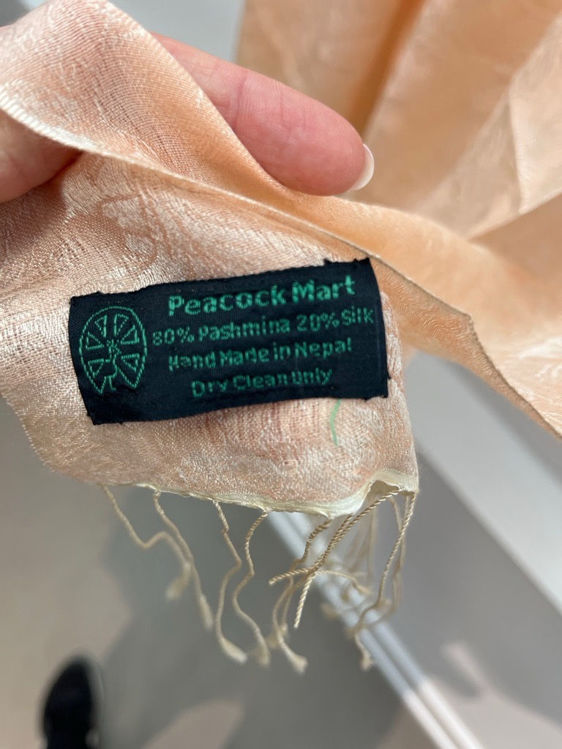 Peacock Mart
80% Pashmina 20% Silk
Hand Made in Nepal
Dry Clean Only